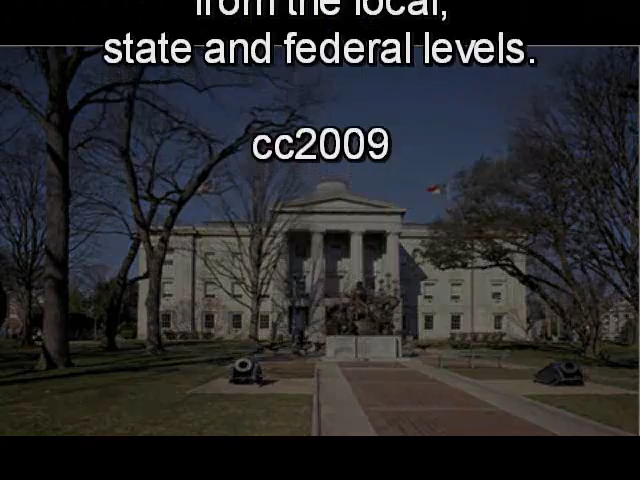 from the local,
state and federal levels.
cc2009